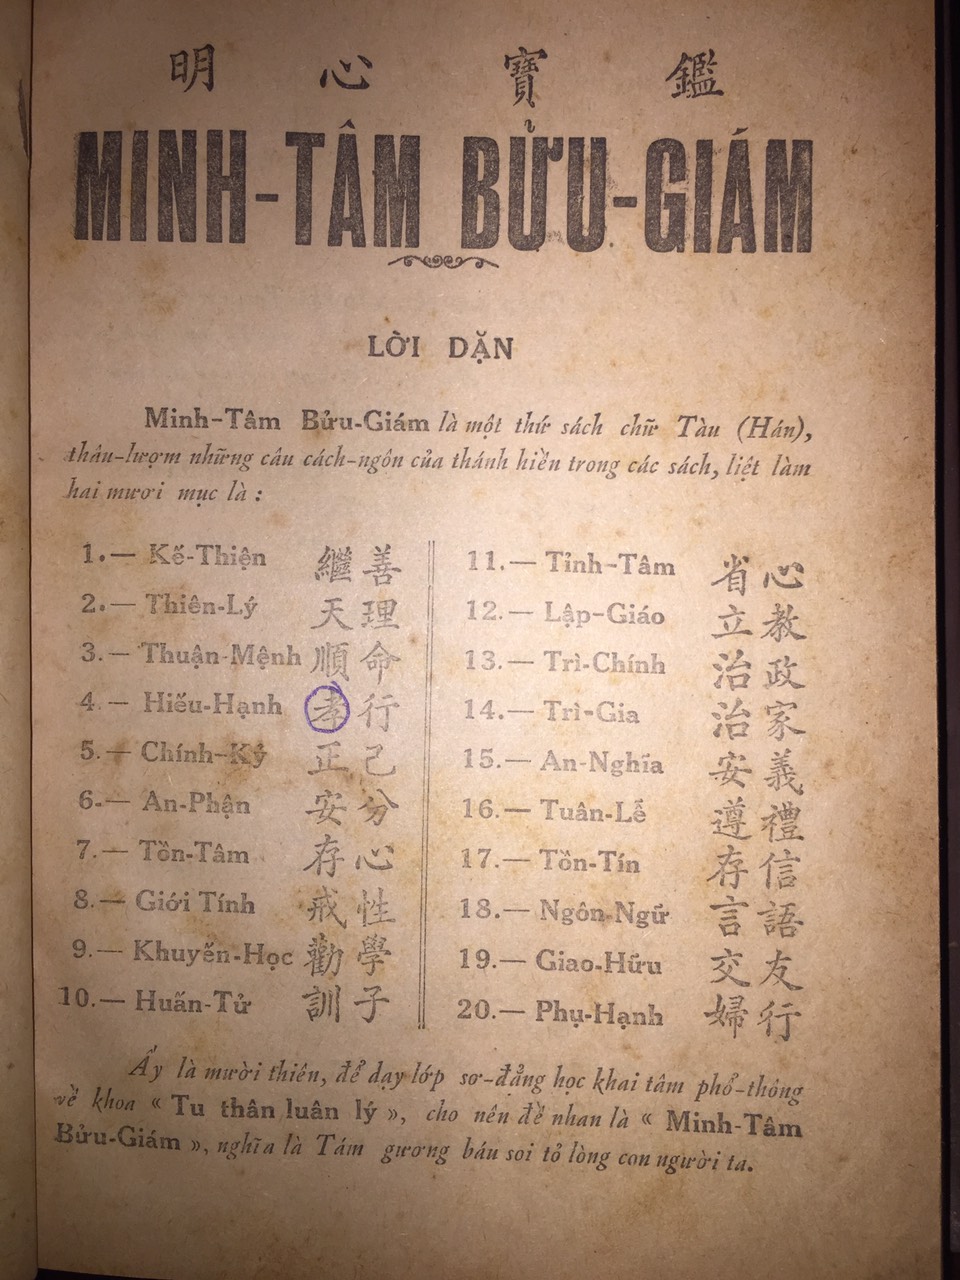 明 心 寶 鑑
MINH-TÂM BỬU-GIÁM
LỜI DẶN
Minh-Tâm Bửu-Giám là một thứ sách chữ Tàu (Hán),
thâu-lượm những câu cách-ngôn của thánh hiền trong các sách, liệt làm
hai mươi mục là :
1.— Kế-Thiện 繼善
2.— Thiên-Lý 天理
3.— Thuận-Mệnh 順命
4.— Hiếu-Hạnh 孝行
5.— Chính-Kỷ 正己
6.— An-Phận 安分
7.— Tồn-Tâm 存心
8.— Giới Tính 戒性
9.— Khuyến-Học 勸學
10.— Huấn-Tử 訓子
11.— Tỉnh-Tâm 省心
12.— Lập-Giáo 立教
13.— Trì-Chính 治政
14.— Trì-Gia 治家
15.— An-Nghĩa 安義
16.— Tuân-Lễ 遵禮
17.— Tồn-Tín 存信
18.— Ngôn-Ngữ 言語
19.— Giao-Hữu 交友
20.— Phụ-Hạnh 婦行
Ấy là mười thiên, để dạy lớp sơ-đẳng học khai tâm phổ-thông
về khoa « Tu thân luân lý », cho nên đề nhan là « Minh-Tâm
Bửu-Giám », nghĩa là Tám gương báu soi tỏ lòng con người ta.